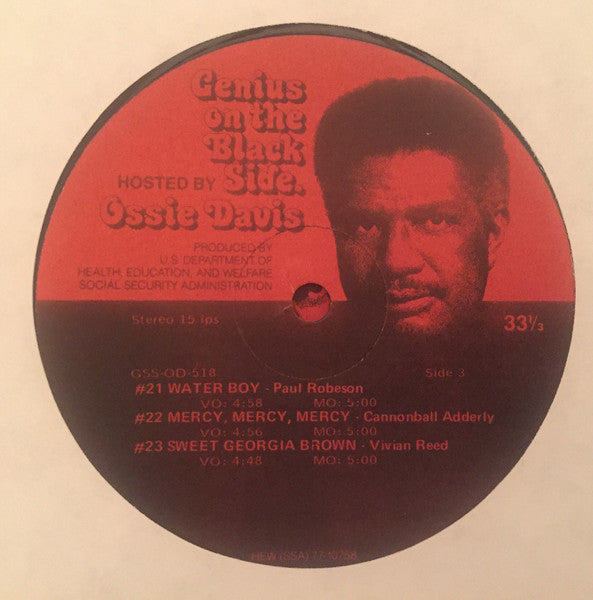 Genius
on the
Black
HOSTED BY Side.
Ossie Davis
PRODUCED BY
U.S. DEPARTMENT OF
HEALTH, EDUCATION, AND WELFARE
SOCIAL SECURITY ADMINISTRATION
Stereo 15 ips 33⅓
GSS-OD-518 Side 3
#21 WATER BOY - Paul Robeson
VO: 4:58 MO: 5:00
#22 MERCY, MERCY, MERCY - Cannonball Adderly
VO: 4:56 MO: 5:00
#23 SWEET GEORGIA BROWN - Vivian Reed
VO: 4:48 MO: 5:00
HEW (SSA) 77-10258